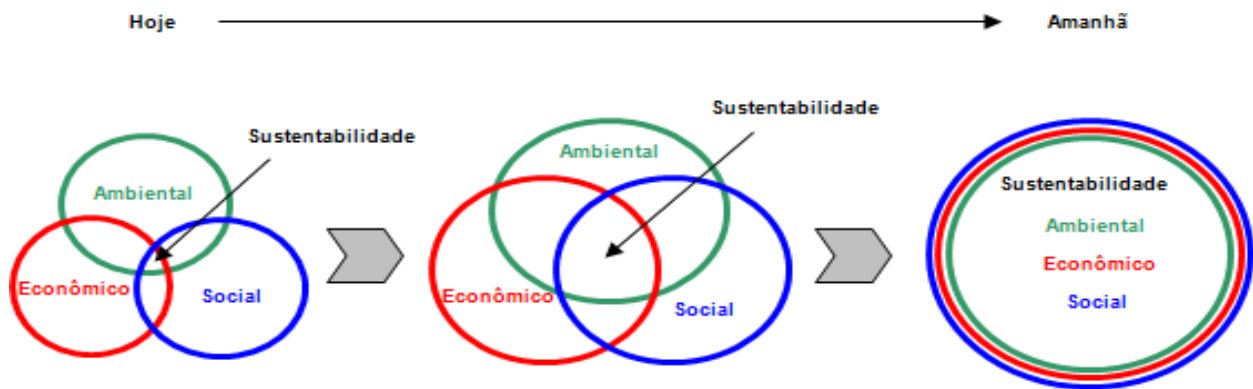 Hoje
Amanhã
Sustentabilidade
Ambiental
Econômico
Social
Sustentabilidade
Ambiental
Econômico
Social
Sustentabilidade
Ambiental
Econômico
Social